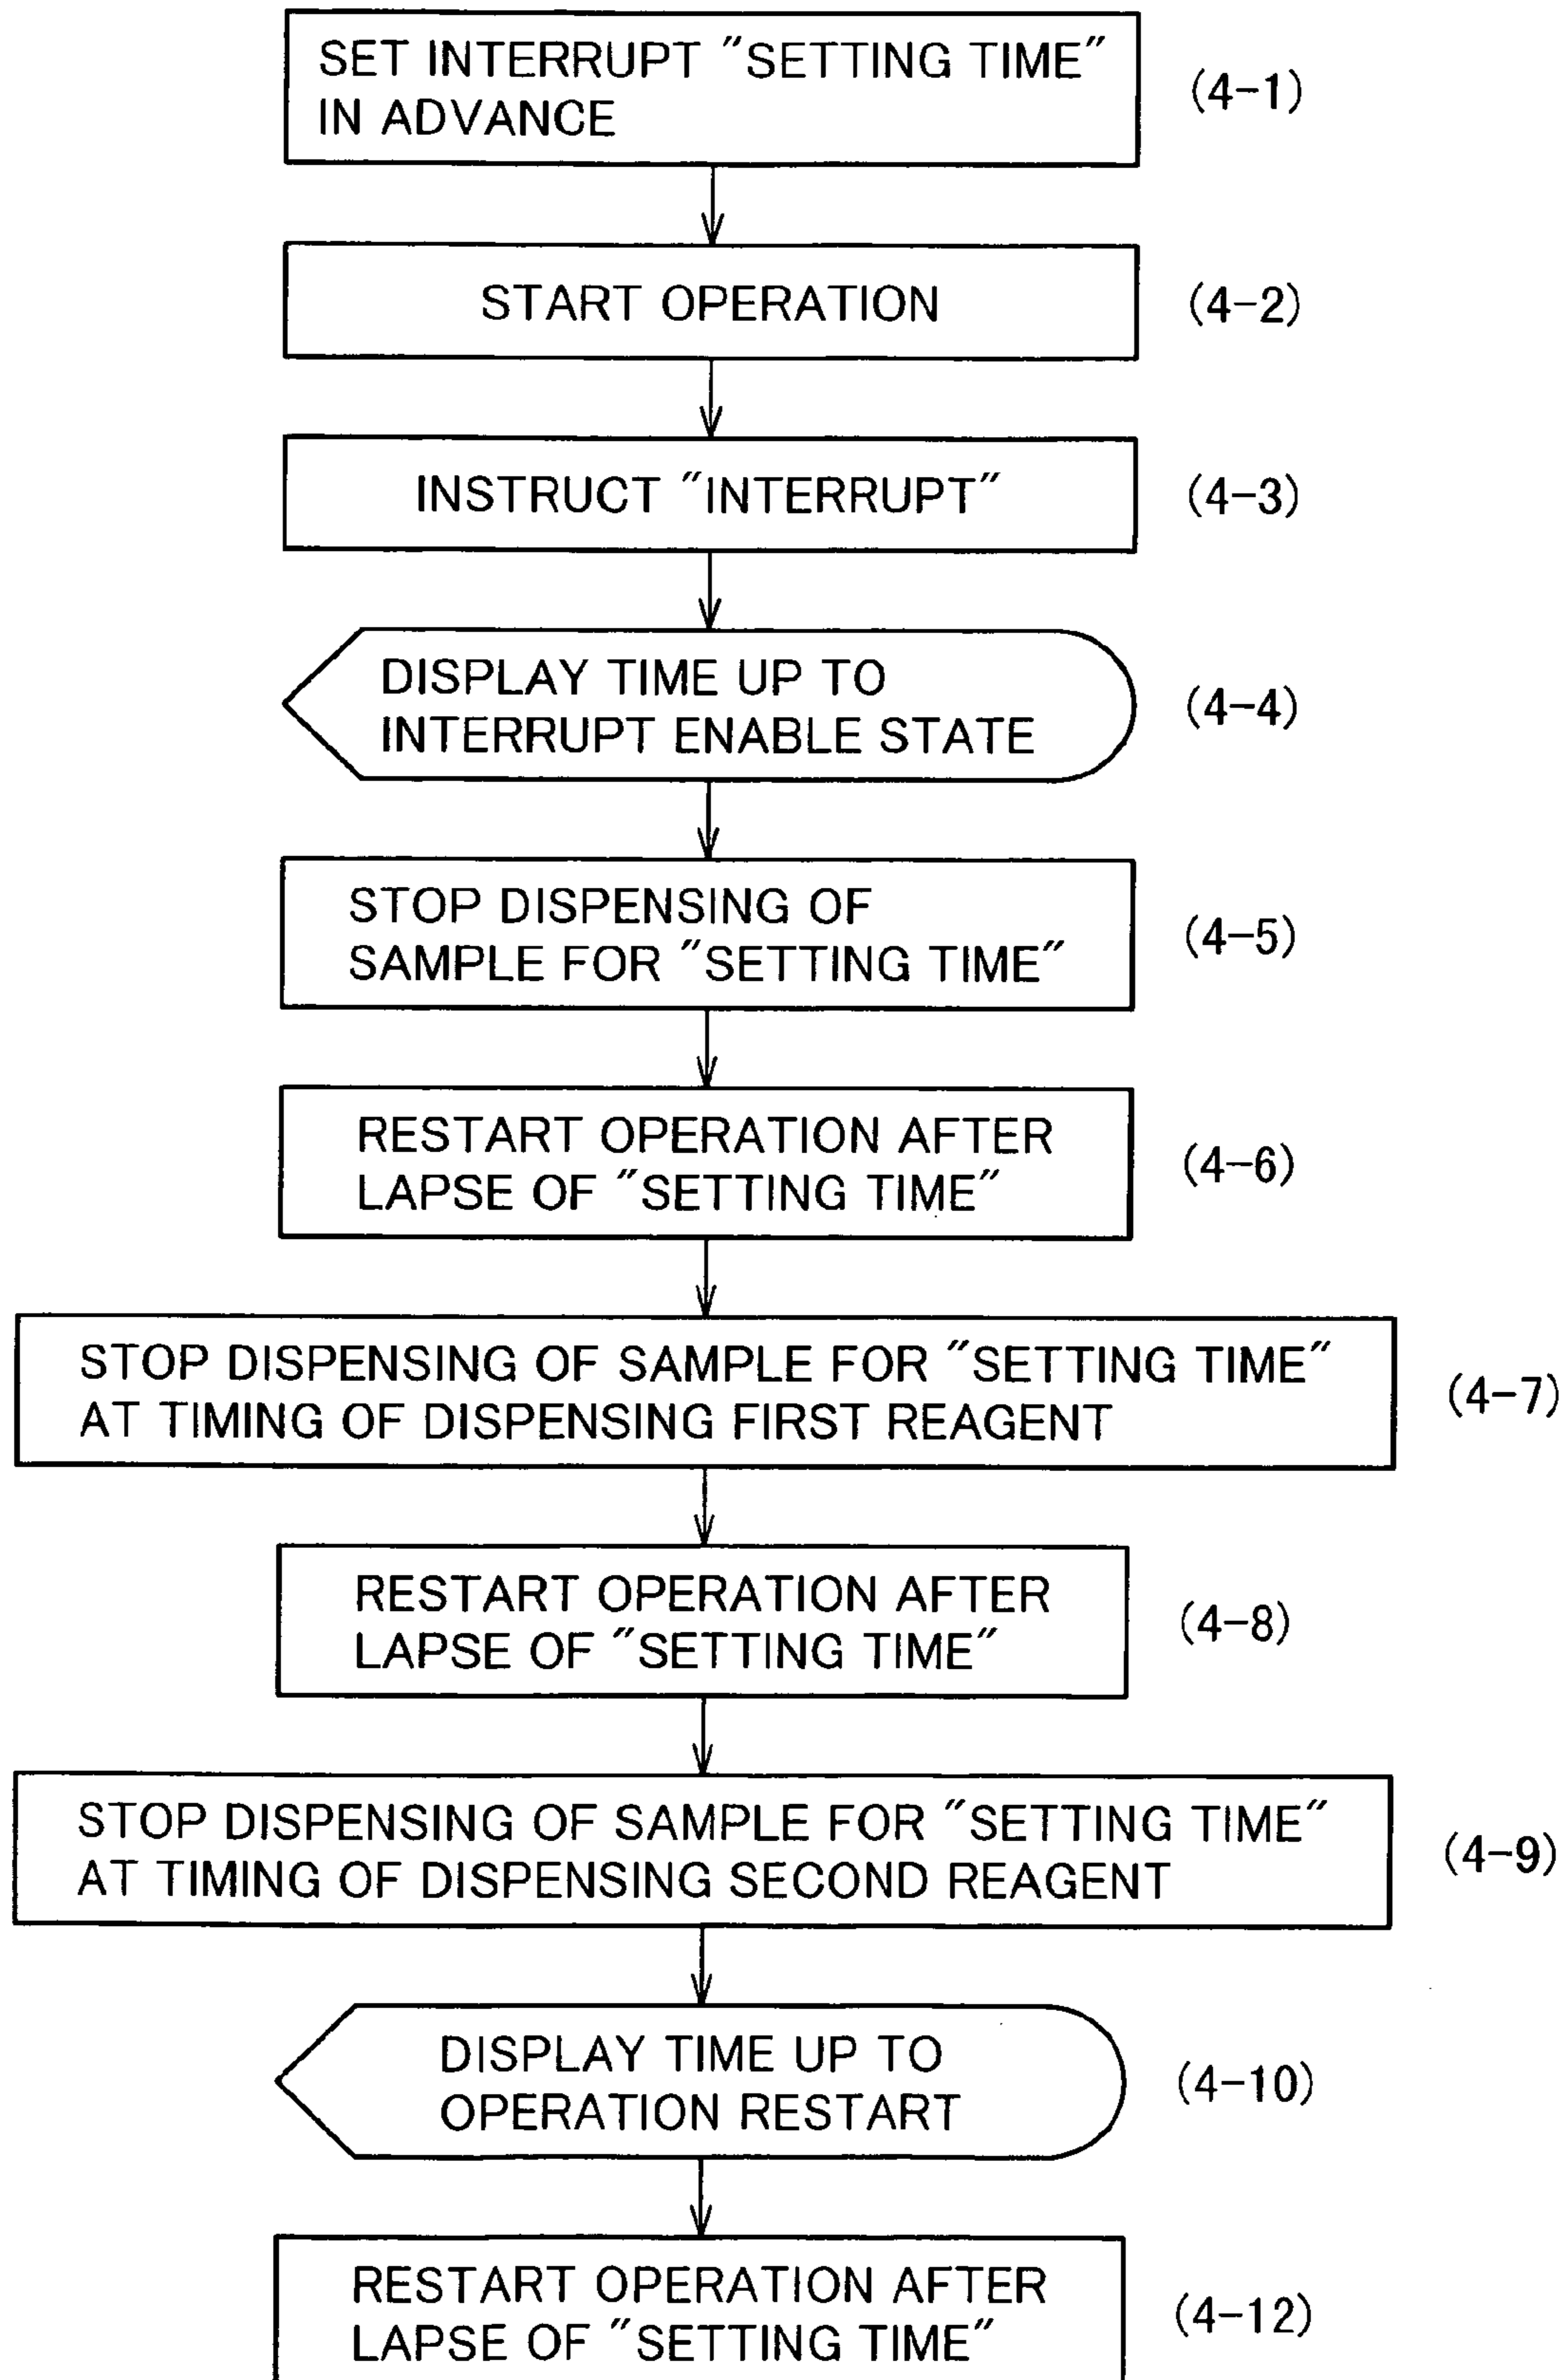 SET INTERRUPT "SETTING TIME"
IN ADVANCE
(4-1)
START OPERATION
(4-2)
INSTRUCT "INTERRUPT"
(4-3)
DISPLAY TIME UP TO
INTERRUPT ENABLE STATE
(4-4)
STOP DISPENSING OF
SAMPLE FOR "SETTING TIME"
(4-5)
RESTART OPERATION AFTER
LAPSE OF "SETTING TIME"
(4-6)
STOP DISPENSING OF SAMPLE FOR "SETTING TIME"
AT TIMING OF DISPENSING FIRST REAGENT
(4-7)
RESTART OPERATION AFTER
LAPSE OF "SETTING TIME"
(4-8)
STOP DISPENSING OF SAMPLE FOR "SETTING TIME"
AT TIMING OF DISPENSING SECOND REAGENT
(4-9)
DISPLAY TIME UP TO
OPERATION RESTART
(4-10)
RESTART OPERATION AFTER
LAPSE OF "SETTING TIME"
(4-12)